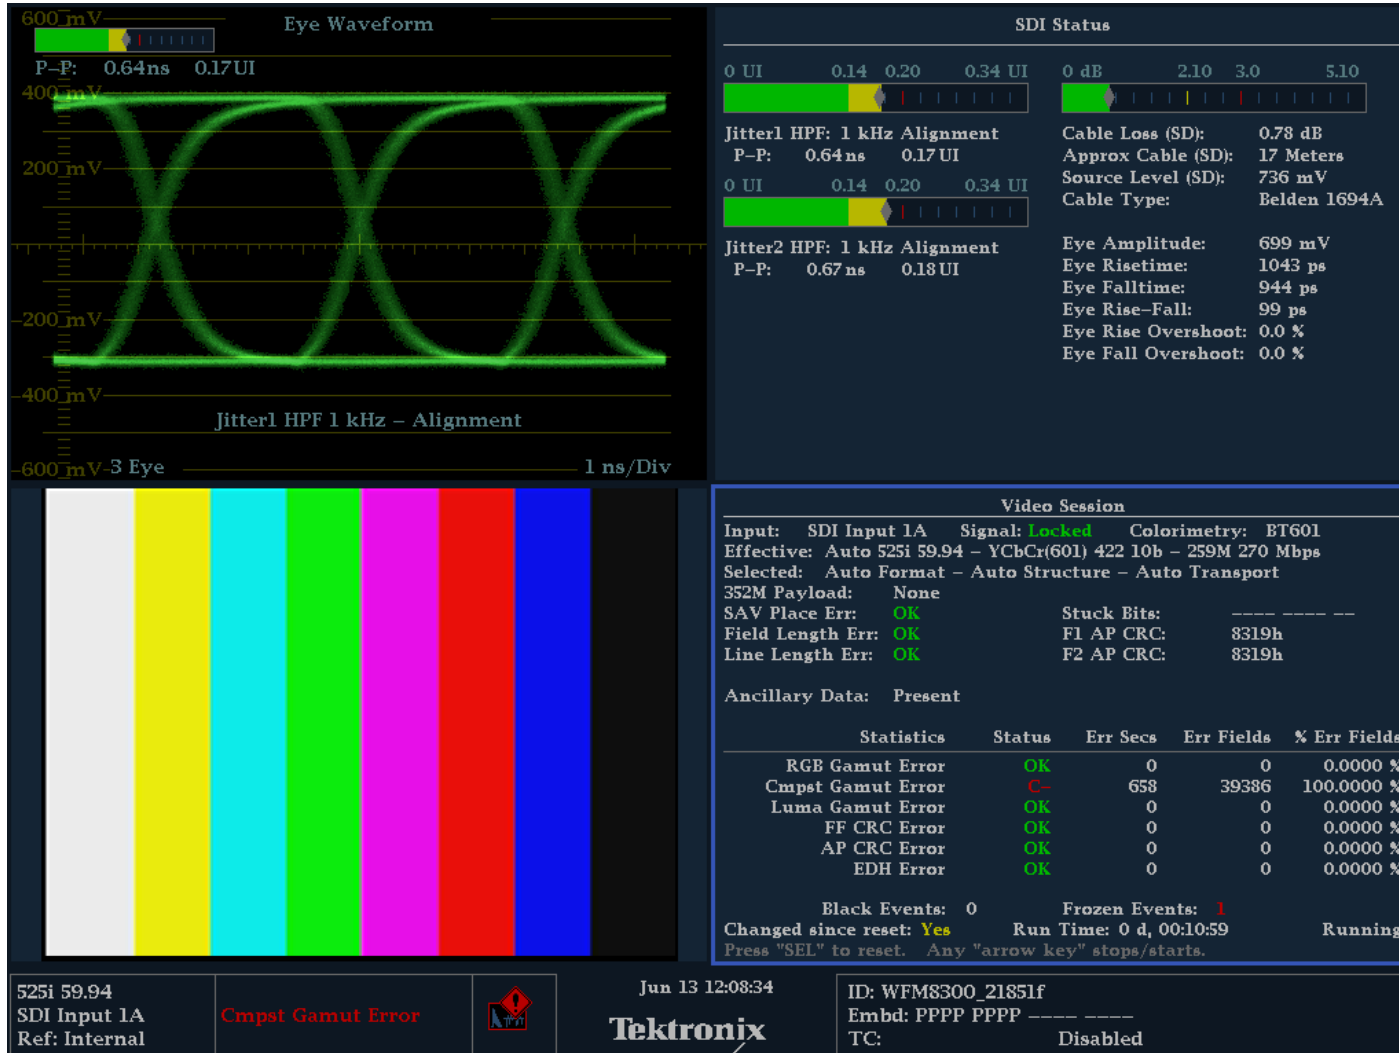 600 mV
Eye Waveform
P-P: 0.64ns 0.17UI
400 mV
200 mV
-200 mV
-400 mV
Jitter1 HPF 1 kHz - Alignment
-600 mV
3 Eye
1 ns/Div
SDI Status
0 UI 0.14 0.20 0.34 UI
Jitter1 HPF: 1 kHz Alignment
P-P: 0.64ns 0.17UI
0 UI 0.14 0.20 0.34 UI
Jitter2 HPF: 1 kHz Alignment
P-P: 0.67ns 0.18UI
0 dB 2.10 3.0 5.10
Cable Loss (SD): 0.78 dB
Approx Cable (SD): 17 Meters
Source Level (SD): 736 mV
Cable Type: Belden 1694A
Eye Amplitude: 699 mV
Eye Risetime: 1043 ps
Eye Falltime: 944 ps
Eye Rise-Fall: 99 ps
Eye Rise Overshoot: 0.0 %
Eye Fall Overshoot: 0.0 %
Video Session
Input: SDI Input 1A Signal: Locked Colorimetry: BT601
Effective: Auto 525i 59.94 - YCbCr(601) 422 10b - 259M 270 Mbps
Selected: Auto Format - Auto Structure - Auto Transport
352M Payload: None
SAV Place Err: OK Stuck Bits: ---- ---- --
Field Length Err: OK F1 AP CRC: 8319h
Line Length Err: OK F2 AP CRC: 8319h
Ancillary Data: Present
Statistics Status Err Secs Err Fields % Err Fields
RGB Gamut Error OK 0 0 0.0000 %
Cmpst Gamut Error C- 658 39386 100.0000 %
Luma Gamut Error OK 0 0 0.0000 %
FF CRC Error OK 0 0 0.0000 %
AP CRC Error OK 0 0 0.0000 %
EDH Error OK 0 0 0.0000 %
Black Events: 0 Frozen Events: 1
Changed since reset: Yes Run Time: 0 d, 00:10:59 Running
Press "SEL" to reset. Any "arrow key" stops/starts.
525i 59.94
SDI Input 1A
Ref: Internal
Cmpst Gamut Error
Jun 13 12:08:34
Tektronix
ID: WFM8300_21851f
Embd: PPPP PPPP ---- ----
TC: Disabled